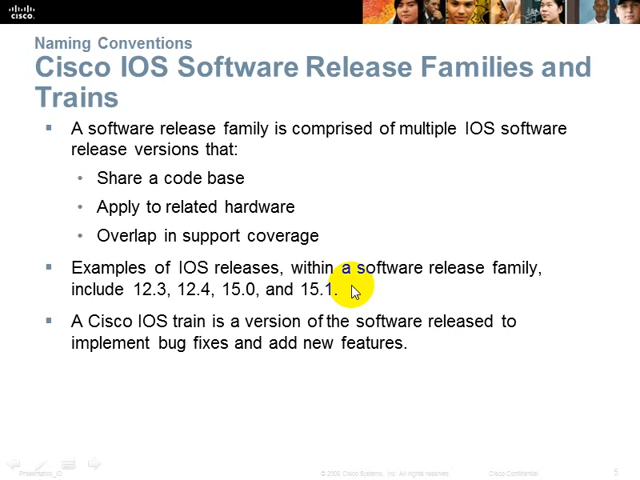 CISCO.
Naming Conventions
Cisco IOS Software Release Families and
Trains
A software release family is comprised of multiple IOS software
release versions that:
Share a code base
Apply to related hardware
Overlap in support coverage
Examples of IOS releases, within a software release family,
include 12.3, 12.4, 15.0, and 15.1.
A Cisco IOS train is a version of the software released to
implement bug fixes and add new features.
Presentation_ID
Cisco Systems, Inc. All rights reserved.
Cisco Confidential
5